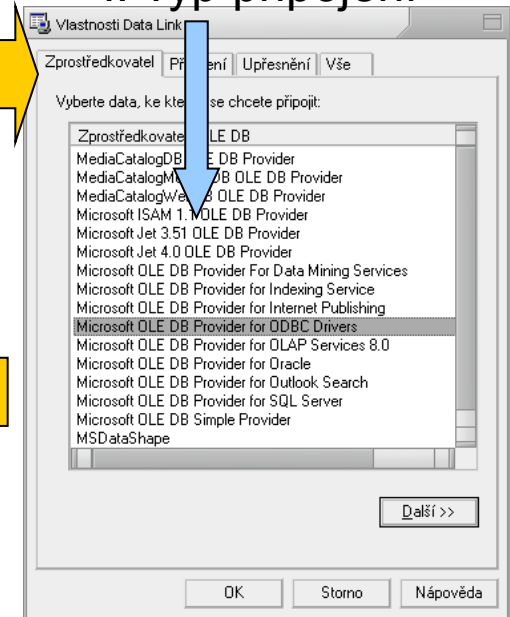 Typ připojení
Vlastnosti Data Link
Zprostředkovatel Upřesnění Vše
Vyberte data, ke se chcete připojit:
OLE DB
OLE DB Provider
OLE DB Provider
OLE DB Provider
Microsoft ISAM OLE DB Provider
Microsoft Jet 3.51 OLE DB Provider
Microsoft Jet 4.0 OLE DB Provider
Microsoft OLE DB Provider For Data Mining Services
Microsoft OLE DB Provider for Indexing Service
Microsoft OLE DB Provider for Internet Publishing
Microsoft OLE DB Provider for ODBC Drivers
Microsoft OLE DB Provider for OLAP Services 8.0
Microsoft OLE DB Provider for Oracle
Microsoft OLE DB Provider for Outlook Search
Microsoft OLE DB Provider for SQL Server
Microsoft OLE DB Simple Provider
MSDataShape
Další >>
OK Storno Nápověda